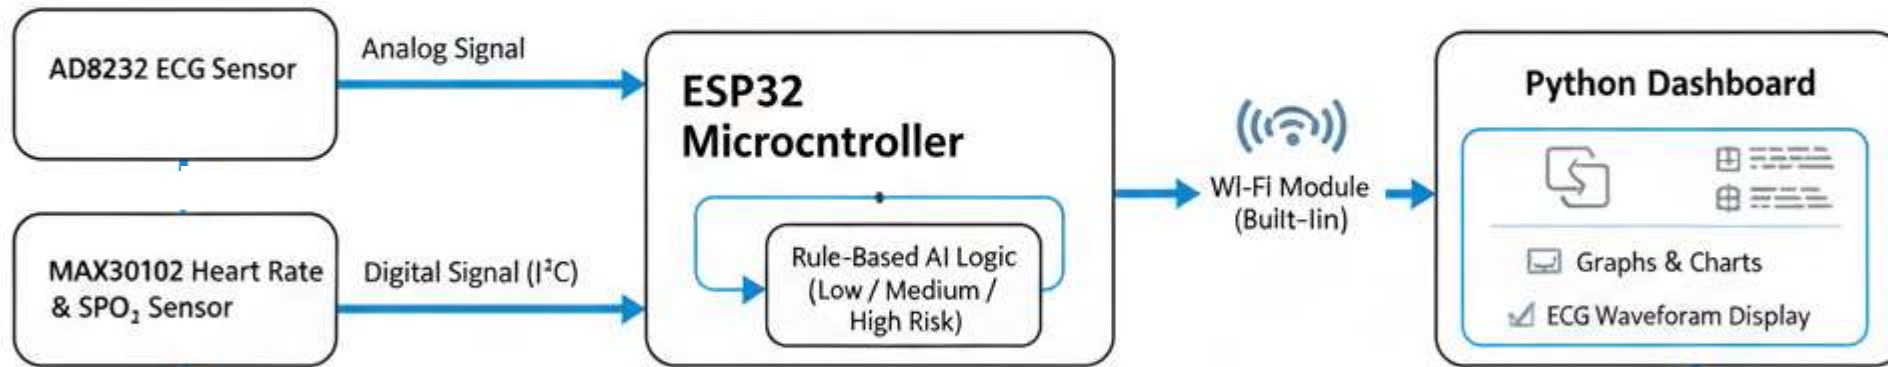 AD8232 ECG Sensor
Analog Signal
MAX30102 Heart Rate
& SPO₂ Sensor
Digital Signal (I²C)
ESP32
Microcntroller
Rule-Based AI Logic
(Low / Medium /
High Risk)
Wl-Fi Module
(Built-Iin)
Python Dashboard
Graphs & Charts
ECG Waveforam Display